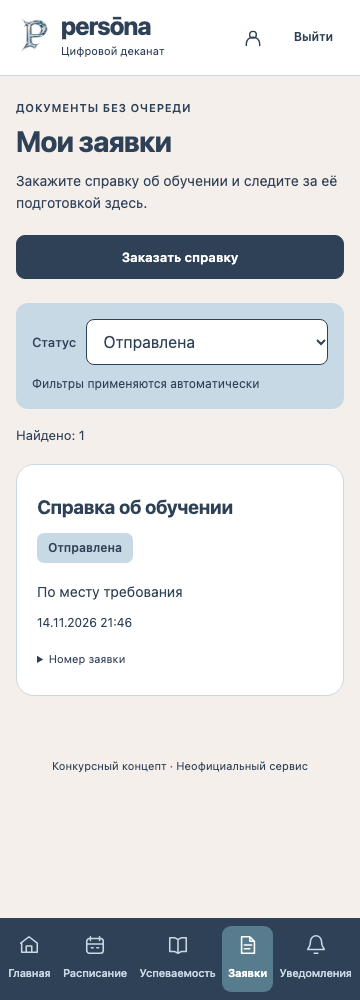 persōna
Цифровой деканат
Выйти
ДОКУМЕНТЫ БЕЗ ОЧЕРЕДИ
Мои заявки
Закажите справку об обучении и следите за её
подготовкой здесь.
Заказать справку
Статус
Отправлена
Фильтры применяются автоматически
Найдено: 1
Справка об обучении
Отправлена
По месту требования
14.11.2026 21:46
Номер заявки
Конкурсный концепт · Неофициальный сервис
Главная
Расписание
Успеваемость
Заявки
Уведомления